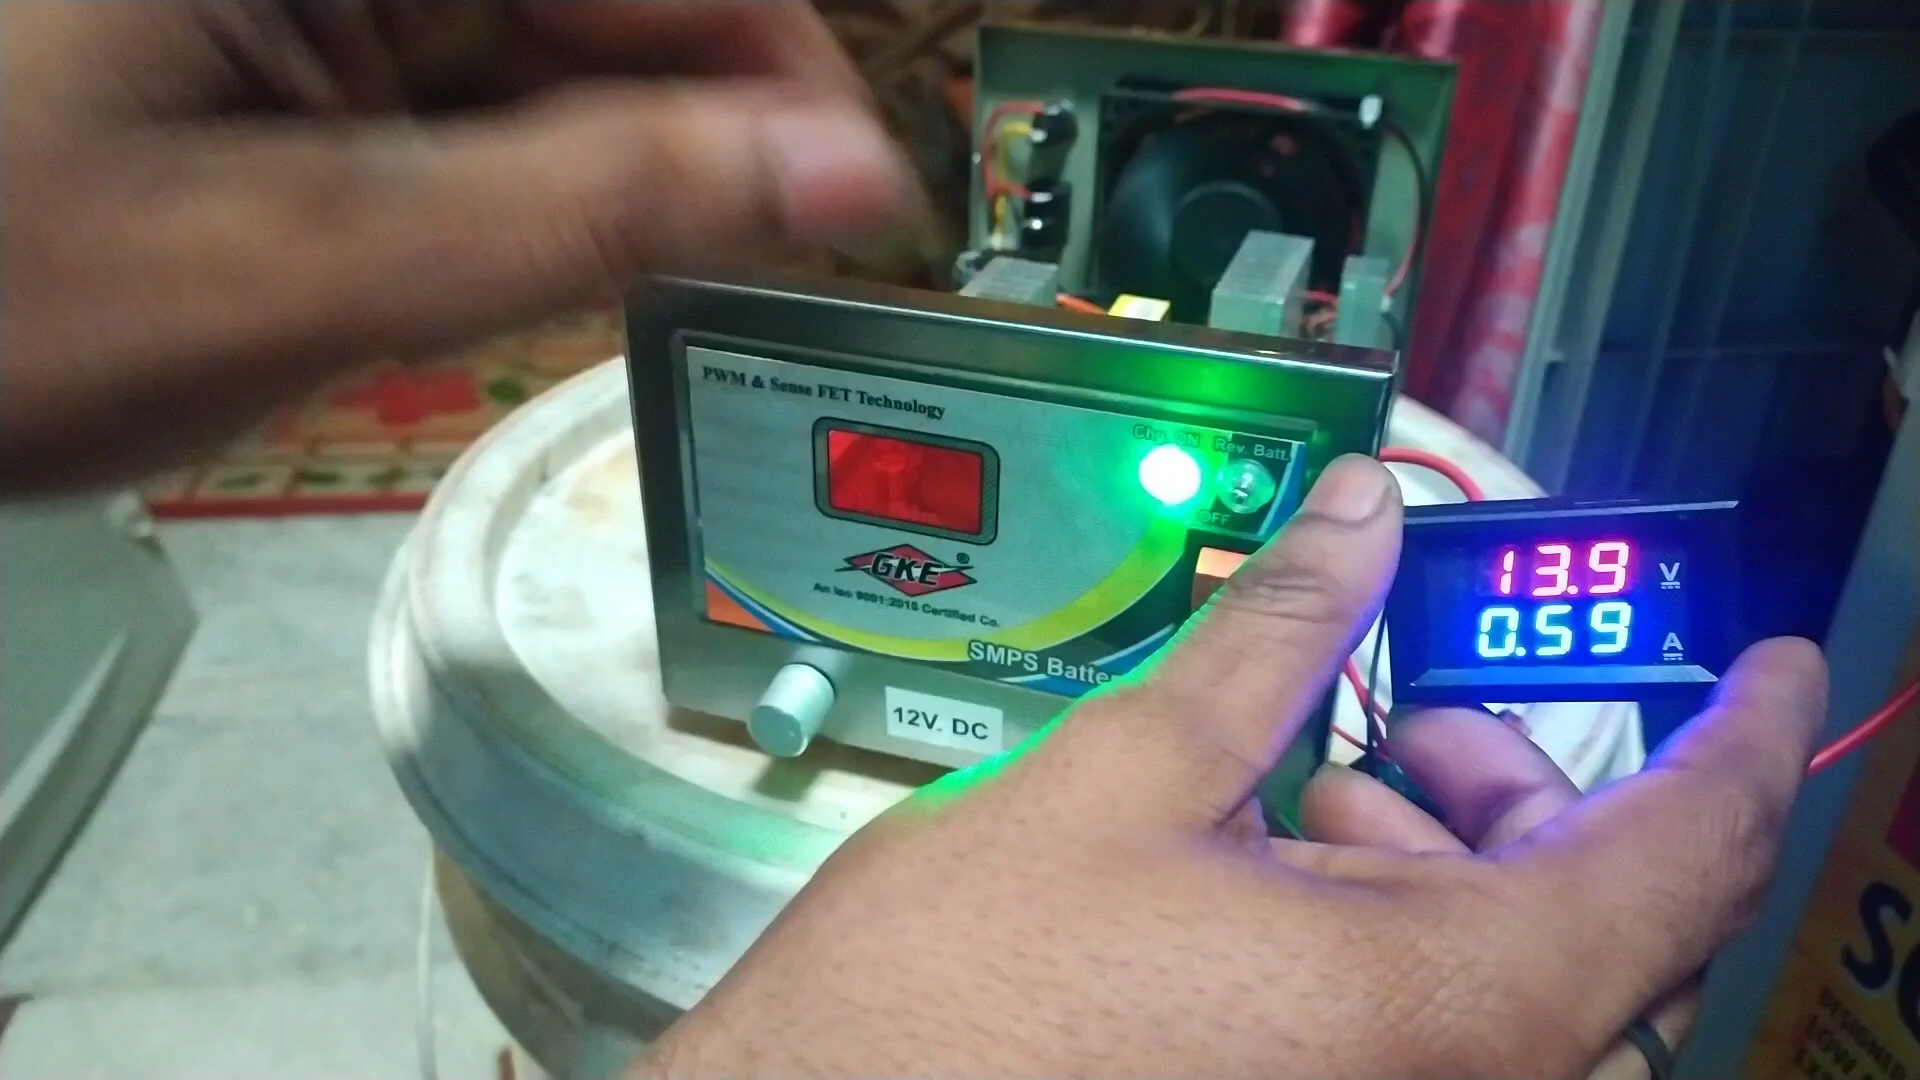 PWM & Sense FET Technology
Chg. ON
Rev. Batt.
OFF
GKE®
An Iso 9001:2015 Certified Co.
SMPS Batte
12V. DC
13.9 V
0.59 A
LOW